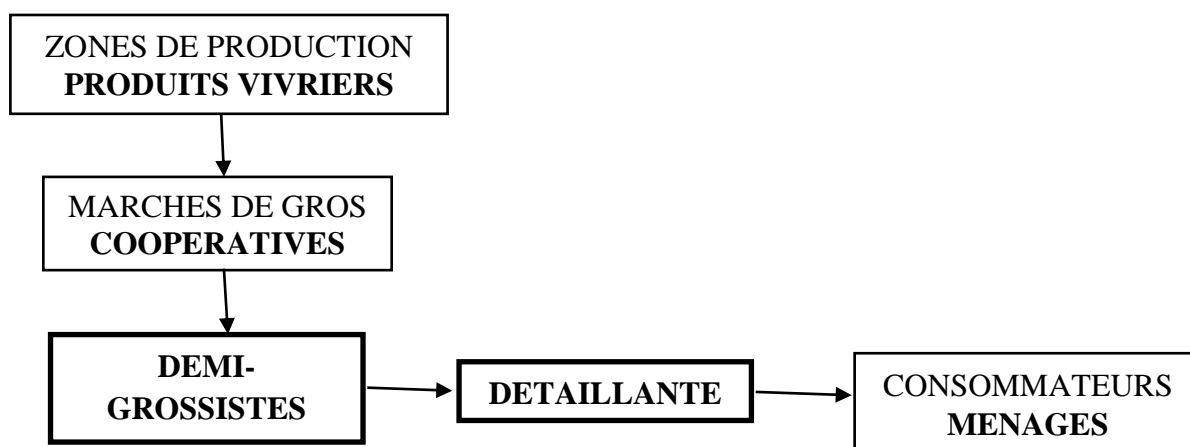 ZONES DE PRODUCTION
PRODUITS VIVRIERS
MARCHES DE GROS
COOPERATIVES
DEMI-
GROSSISTES
DETAILLANTE
CONSOMMATEURS
MENAGES